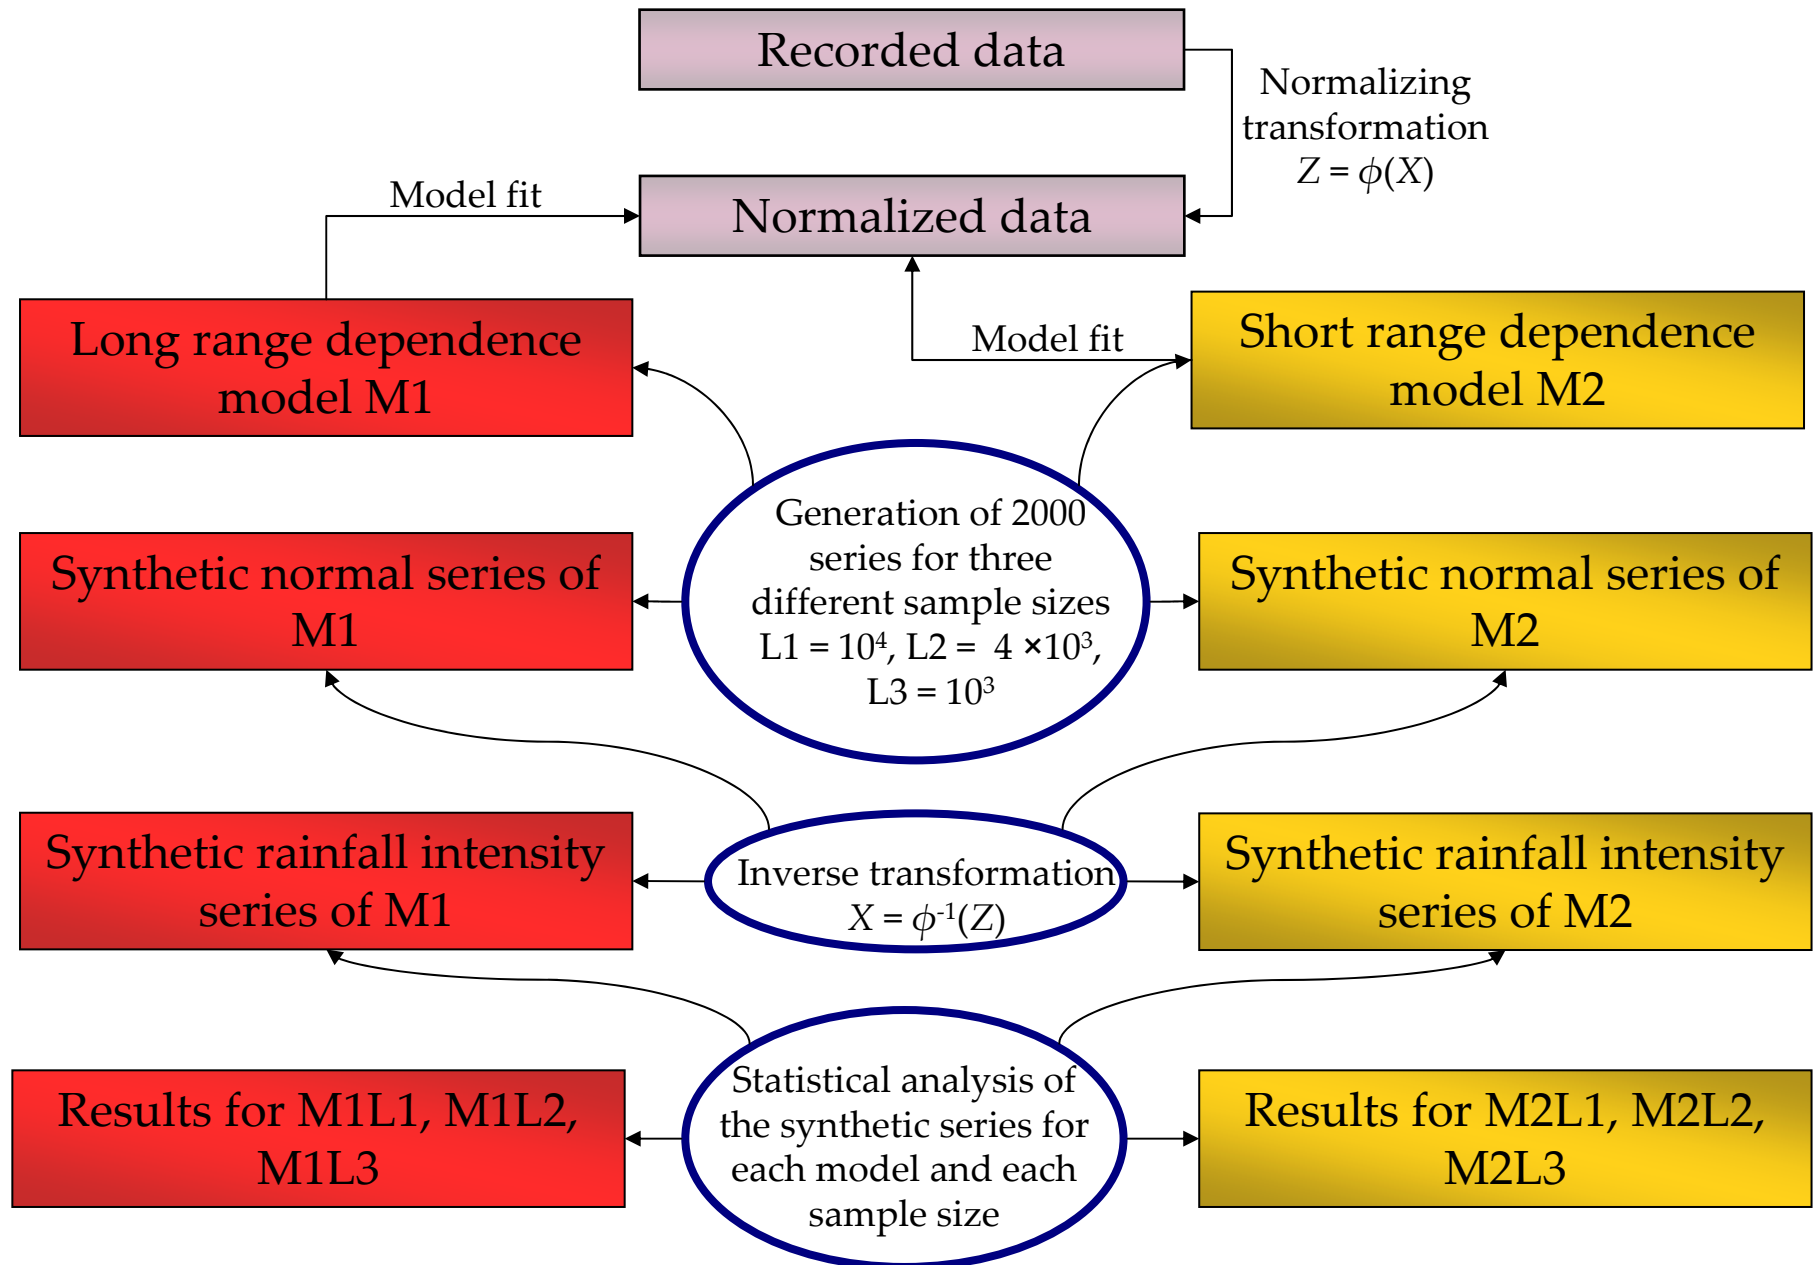 Recorded data
Normalizing
transformation
Z = ϕ(X)
Model fit
Normalized data
Long range dependence
model M1
Model fit
Short range dependence
model M2
Generation of 2000
series for three
different sample sizes
L1 = 10⁴, L2 = 4 ×10³,
L3 = 10³
Synthetic normal series of
M1
Synthetic normal series of
M2
Synthetic rainfall intensity
series of M1
Inverse transformation
X = ϕ⁻¹(Z)
Synthetic rainfall intensity
series of M2
Results for M1L1, M1L2,
M1L3
Statistical analysis of
the synthetic series for
each model and each
sample size
Results for M2L1, M2L2,
M2L3